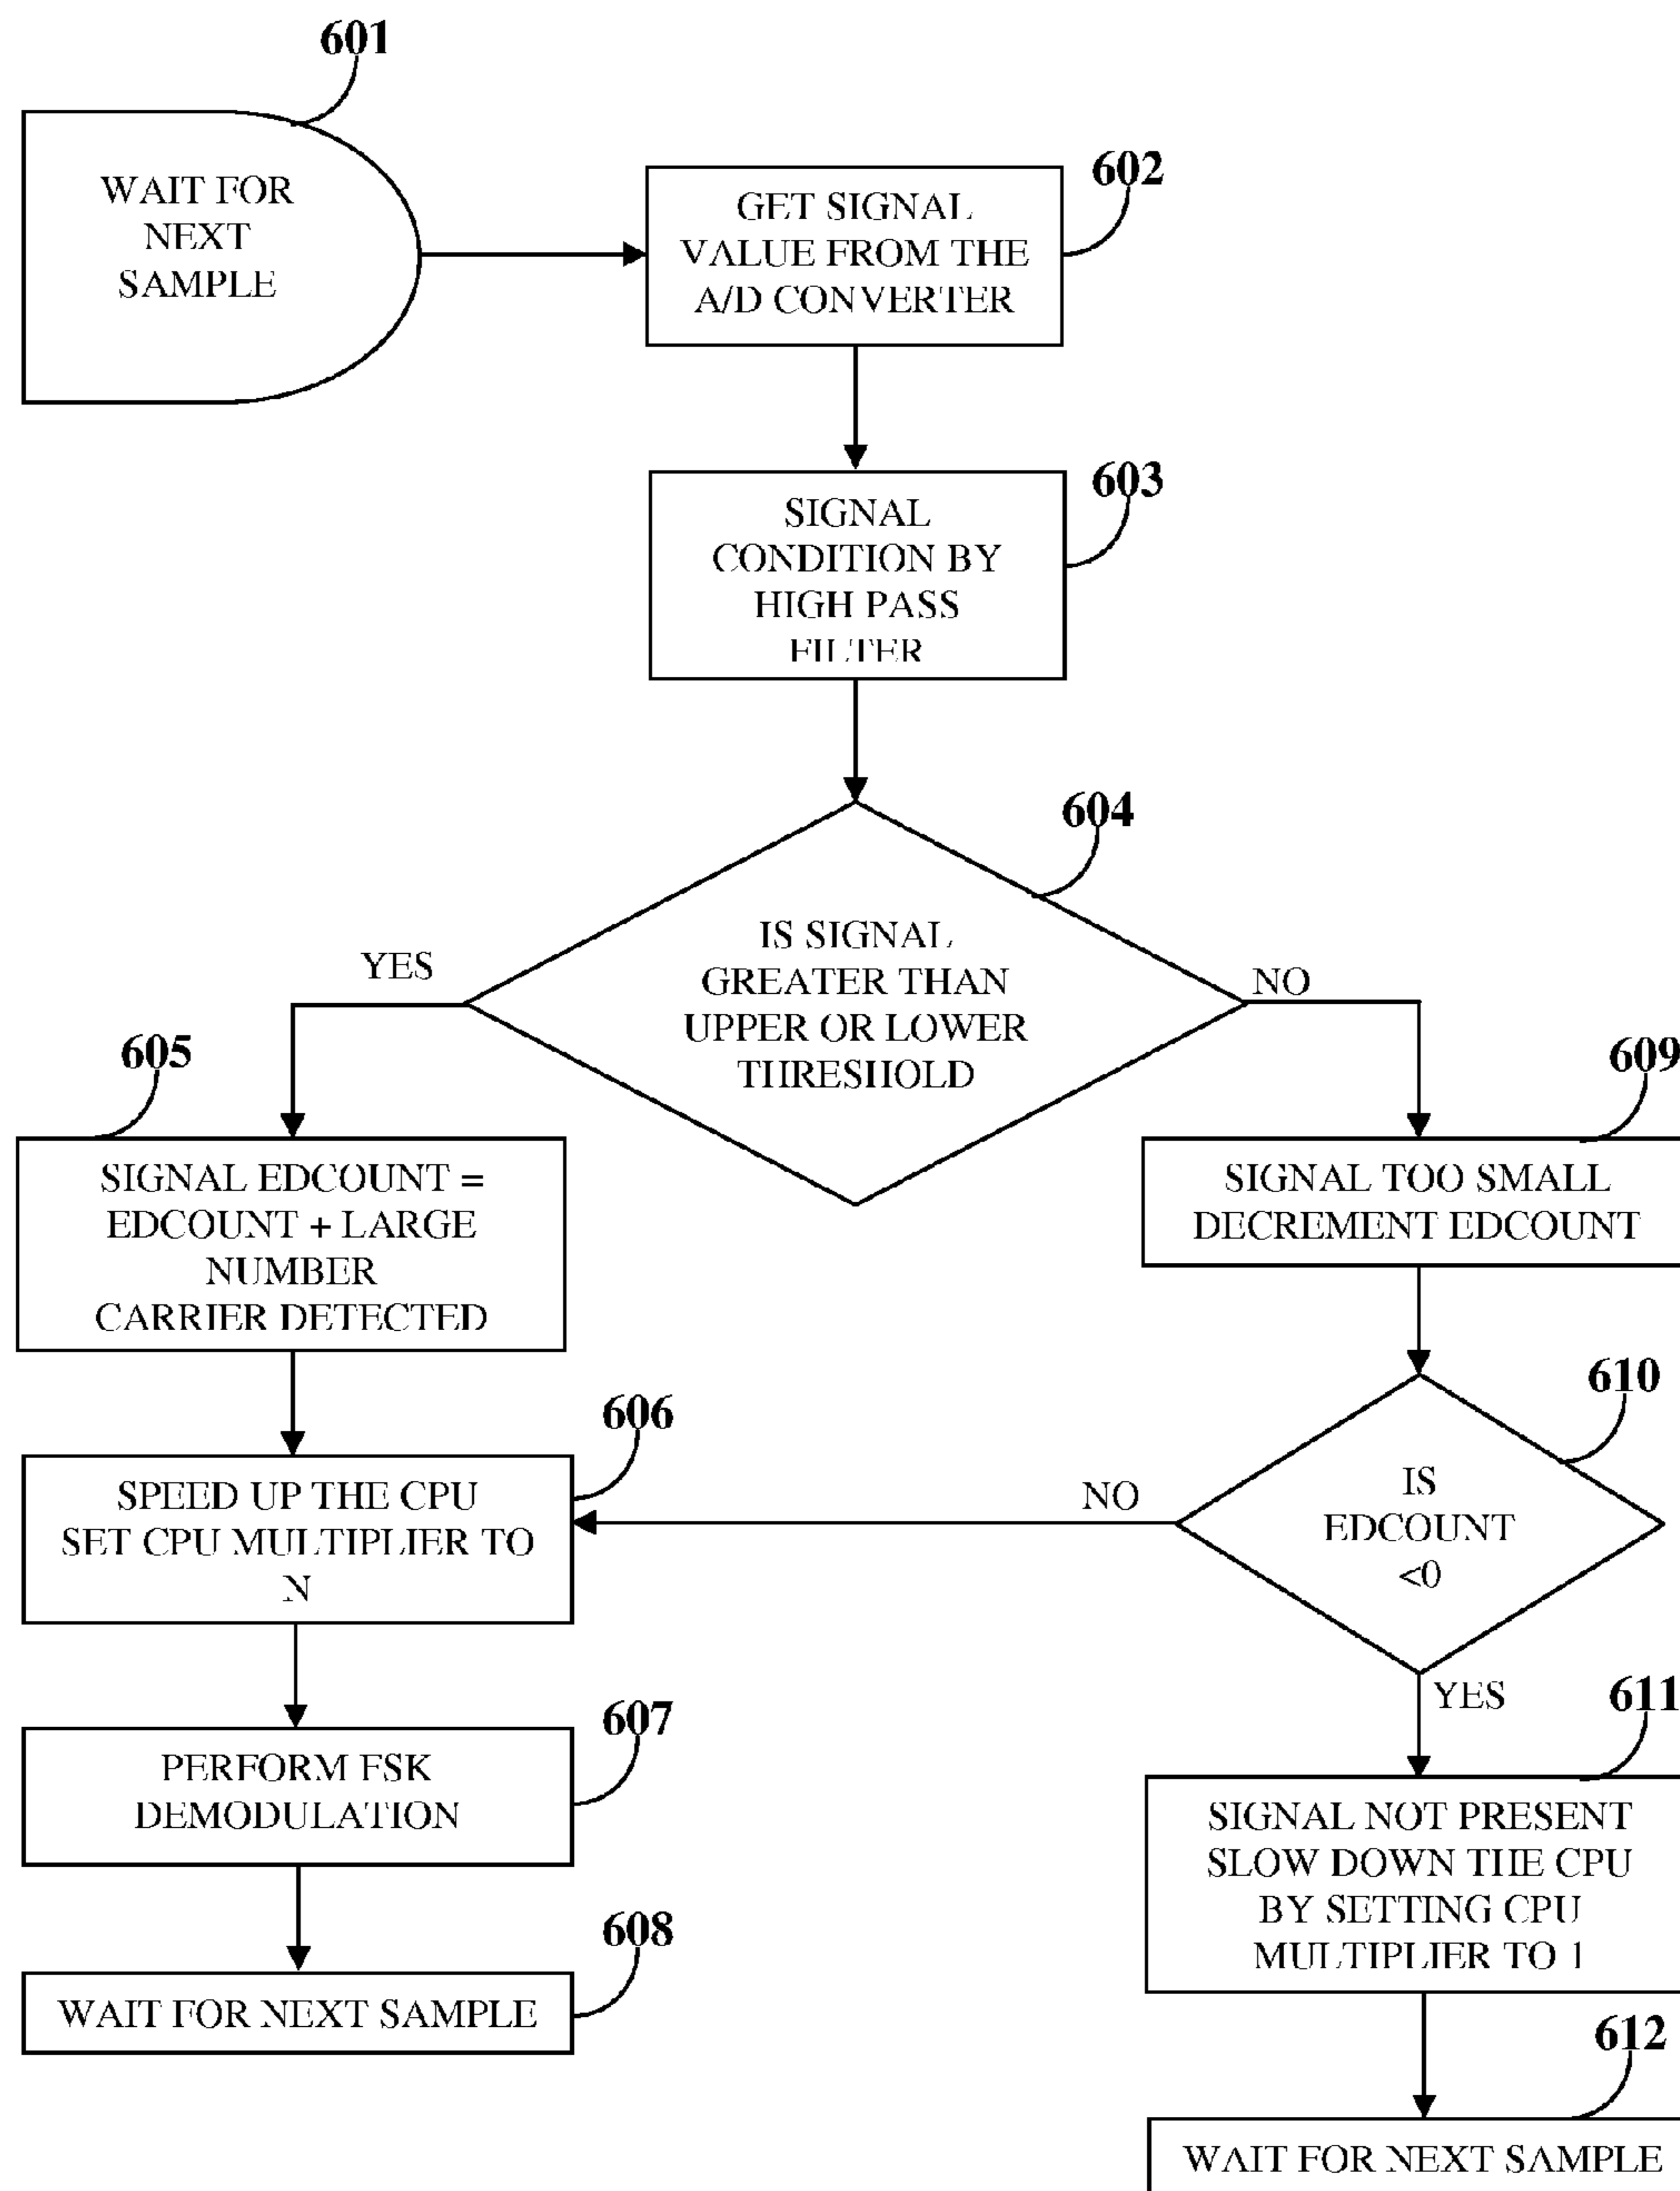 601
WAIT FOR
NEXT
SAMPLE
602
GET SIGNAL
VALUE FROM THE
A/D CONVERTER
603
SIGNAL
CONDITION BY
HIGH PASS
FILTER
604
IS SIGNAL
GREATER THAN
UPPER OR LOWER
THRESHOLD
YES
NO
605
SIGNAL EDCOUNT =
EDCOUNT + LARGE
NUMBER
CARRIER DETECTED
609
SIGNAL TOO SMALL
DECREMENT EDCOUNT
606
SPEED UP THE CPU
SET CPU MULTIPLIER TO
N
610
IS
EDCOUNT
<0
NO
YES
607
PERFORM FSK
DEMODULATION
611
SIGNAL NOT PRESENT
SLOW DOWN THE CPU
BY SETTING CPU
MULTIPLIER TO 1
608
WAIT FOR NEXT SAMPLE
612
WAIT FOR NEXT SAMPLE